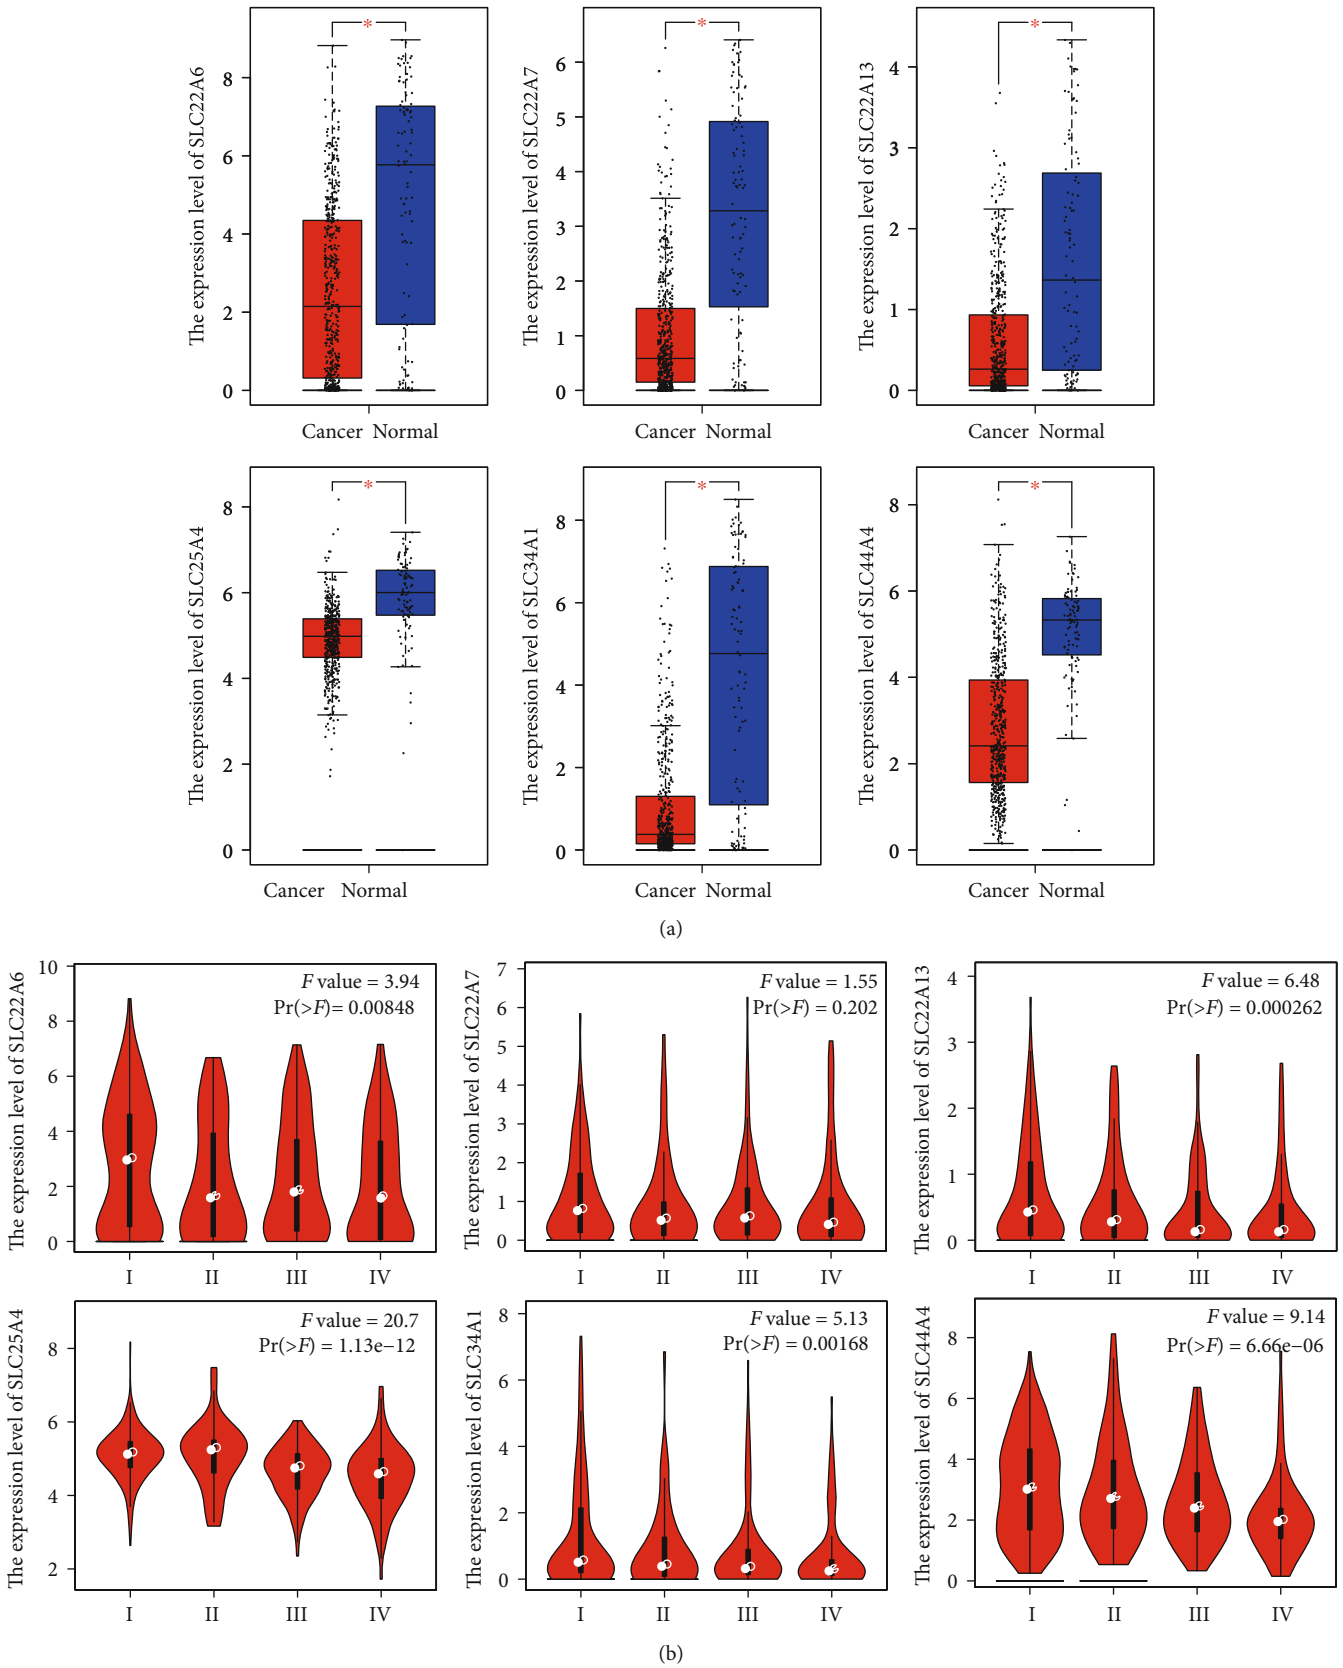 The expression level of SLC22A6
8
6
4
2
0
*
Cancer Normal
The expression level of SLC22A7
6
5
4
3
2
1
0
*
Cancer Normal
The expression level of SLC22A13
4
3
2
1
0
*
Cancer Normal
The expression level of SLC25A4
8
6
4
2
0
*
Cancer Normal
The expression level of SLC34A1
8
6
4
2
0
*
Cancer Normal
The expression level of SLC44A4
8
6
4
2
0
*
Cancer Normal
(a)
The expression level of SLC22A6
10
8
6
4
2
0
F value = 3.94
Pr(>F)= 0.00848
I II III IV
The expression level of SLC22A7
7
6
5
4
3
2
1
0
F value = 1.55
Pr(>F) = 0.202
I II III IV
The expression level of SLC22A13
4
3
2
1
0
F value = 6.48
Pr(>F) = 0.000262
I II III IV
The expression level of SLC25A4
8
6
4
2
F value = 20.7
Pr(>F) = 1.13e−12
I II III IV
The expression level of SLC34A1
8
6
4
2
0
F value = 5.13
Pr(>F) = 0.00168
I II III IV
The expression level of SLC44A4
8
6
4
2
0
F value = 9.14
Pr(>F) = 6.66e−06
I II III IV
(b)